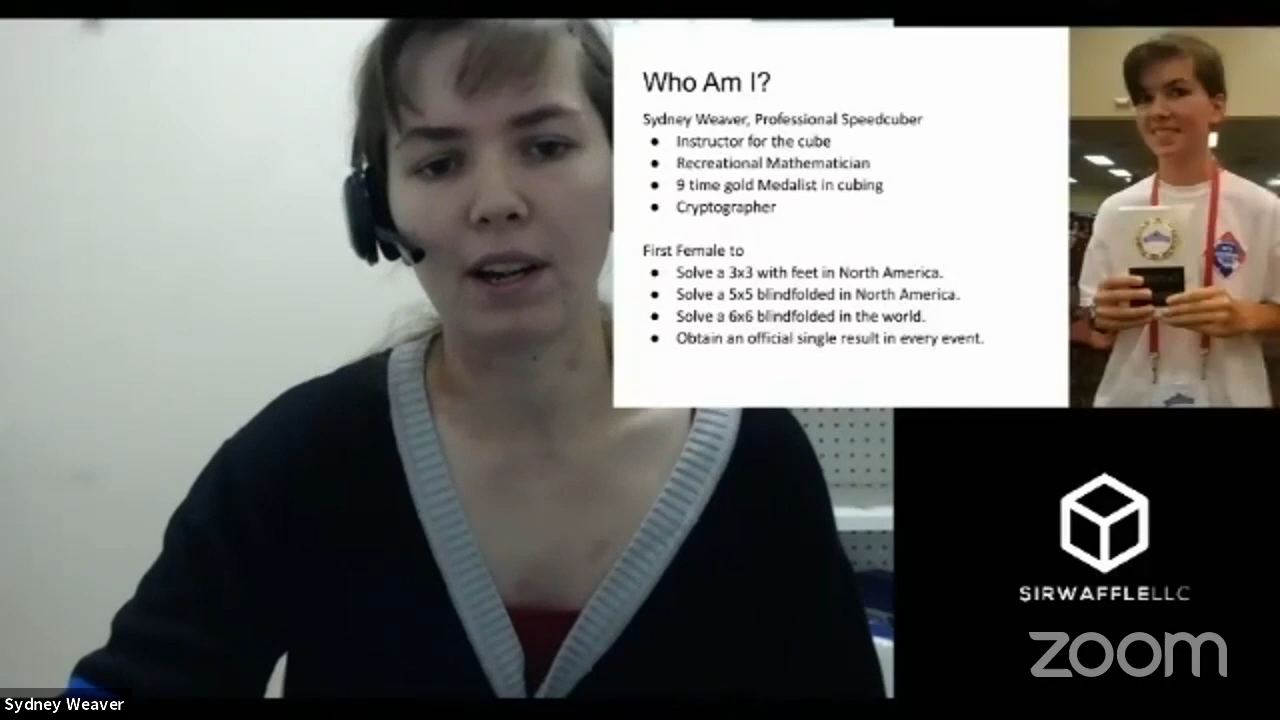 Who Am I?
Sydney Weaver, Professional Speedcuber
● Instructor for the cube
● Recreational Mathematician
● 9 time gold Medalist in cubing
● Cryptographer
First Female to
● Solve a 3x3 with feet in North America.
● Solve a 5x5 blindfolded in North America.
● Solve a 6x6 blindfolded in the world.
● Obtain an official single result in every event.
SIRWAFFLELLC
zoom
Sydney Weaver